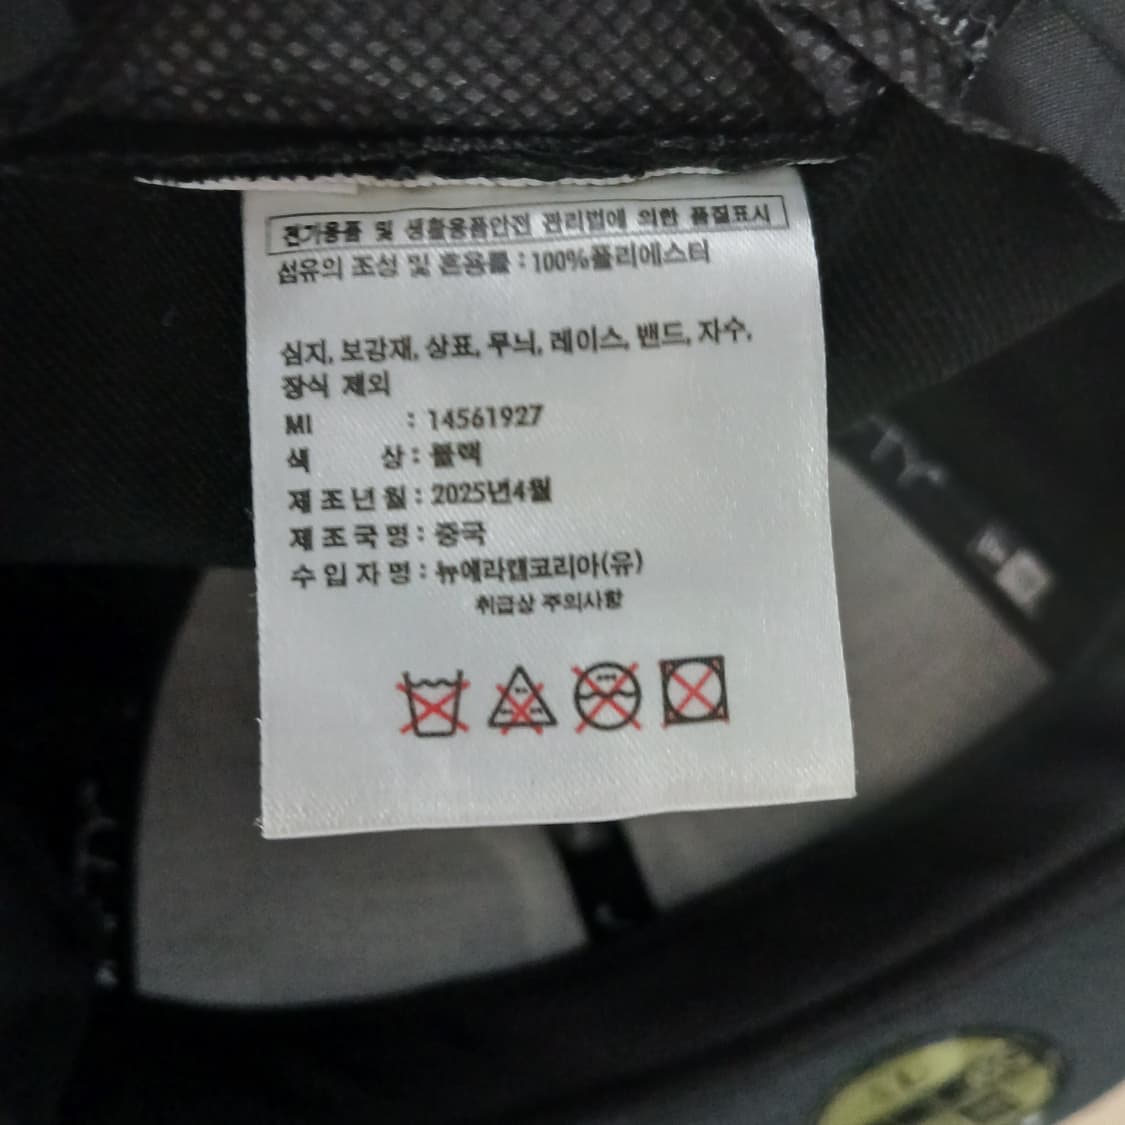 전기용품 및 생활용품안전 관리법에 의한 품질표시
섬유의 조성 및 혼용률 : 100%폴리에스터
심지, 보강재, 상표, 무늬, 레이스, 밴드, 자수,
장식 제외
MI : 14561927
색 상 : 블랙
제 조 년 월 : 2025년4월
제 조 국 명 : 중국
수 입 자 명 : 뉴에라캡코리아(유)
취급상 주의사항